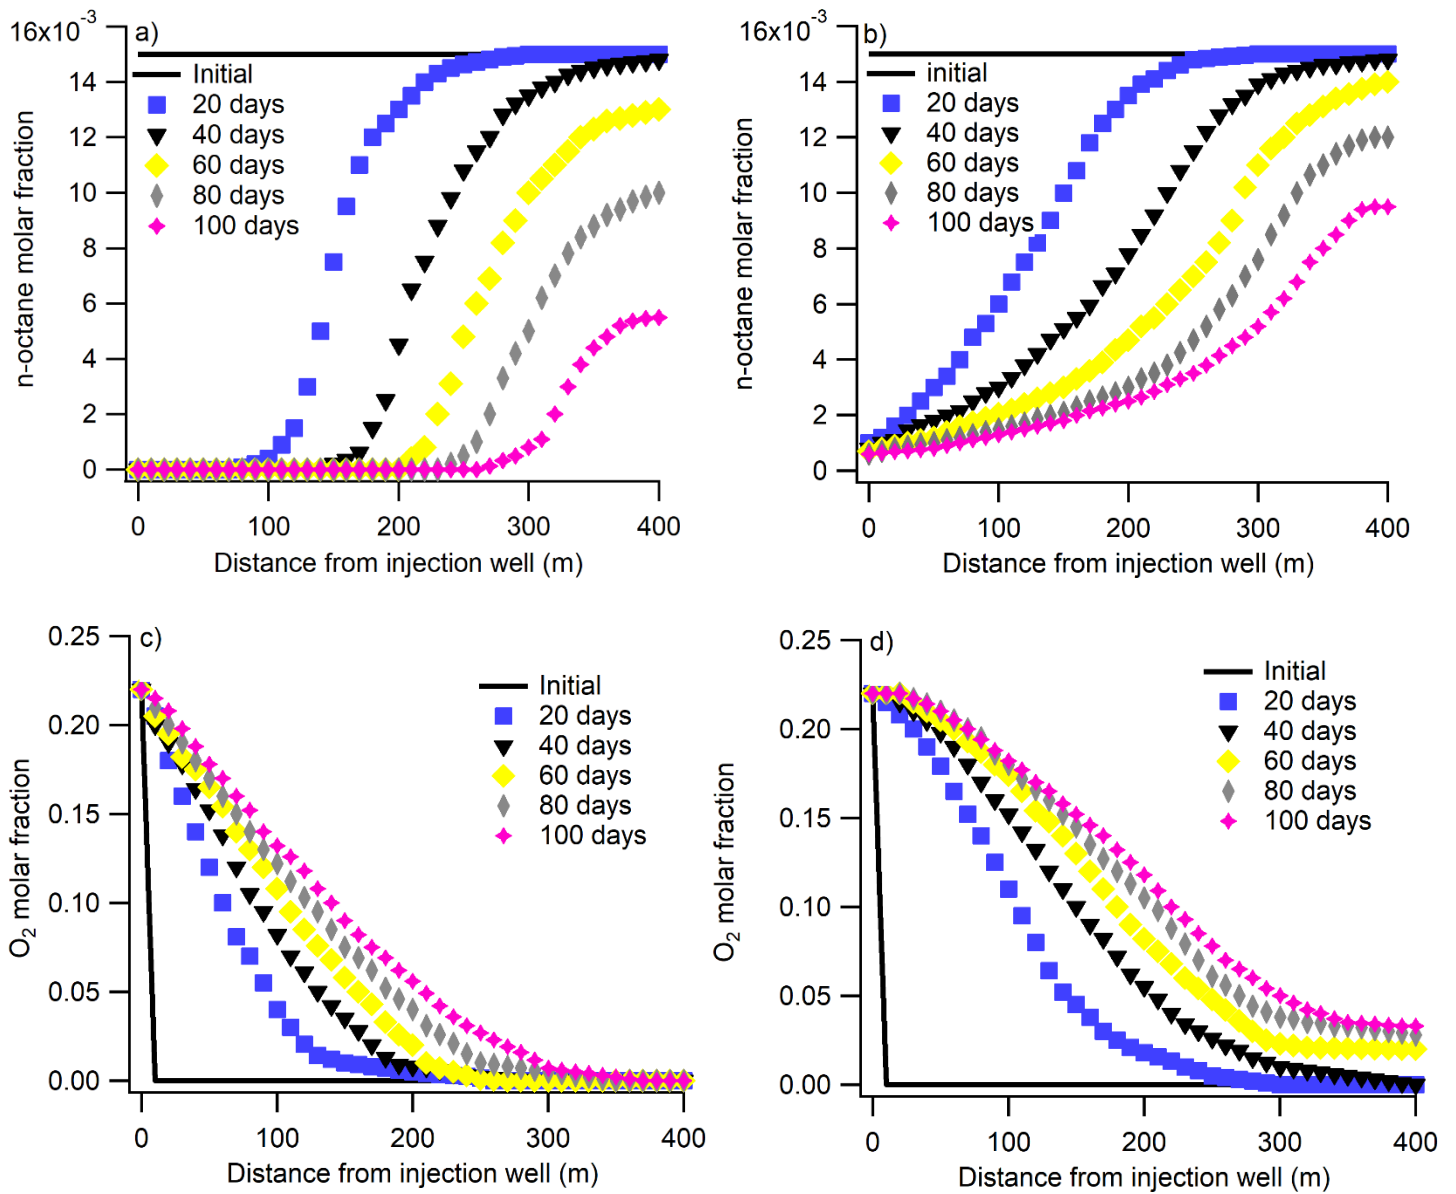 a)
16x10⁻³
14
12
10
8
6
4
2
0
n-octane molar fraction
Initial
20 days
40 days
60 days
80 days
100 days
0
100
200
300
400
Distance from injection well (m)
b)
16x10⁻³
14
12
10
8
6
4
2
0
n-octane molar fraction
initial
20 days
40 days
60 days
80 days
100 days
0
100
200
300
400
Distance from injection well (m)
c)
0.25
0.20
0.15
0.10
0.05
0.00
O₂ molar fraction
Initial
20 days
40 days
60 days
80 days
100 days
0
100
200
300
400
Distance from injection well (m)
d)
0.25
0.20
0.15
0.10
0.05
0.00
O₂ molar fraction
Initial
20 days
40 days
60 days
80 days
100 days
0
100
200
300
400
Distance from injection well (m)